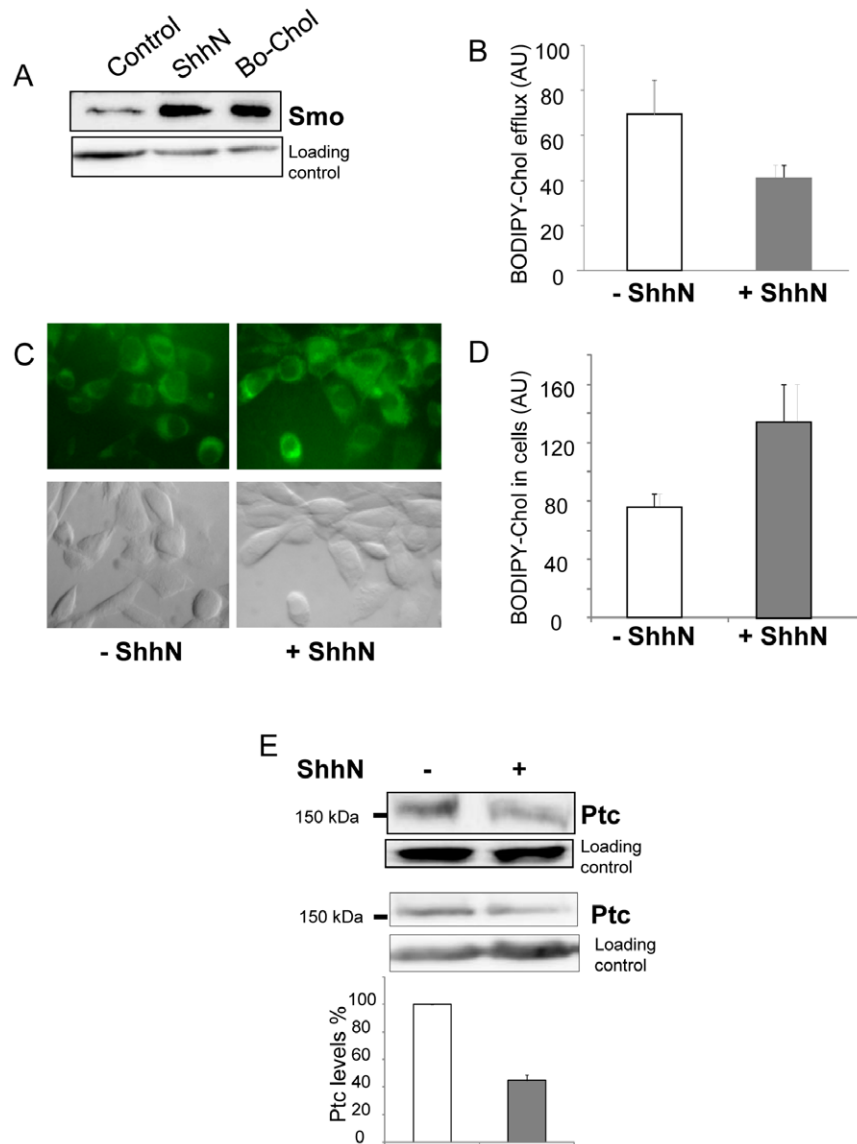 A
Control ShhN Bo-Chol
Smo
Loading
control
B
BODIPY-Chol efflux (AU)
100
80
60
40
20
0
- ShhN + ShhN
C
- ShhN + ShhN
D
BODIPY-Chol in cells (AU)
160
120
80
40
0
- ShhN + ShhN
E
ShhN - +
150 kDa Ptc
Loading
control
150 kDa Ptc
Loading
control
Ptc levels %
100
80
60
40
20
0